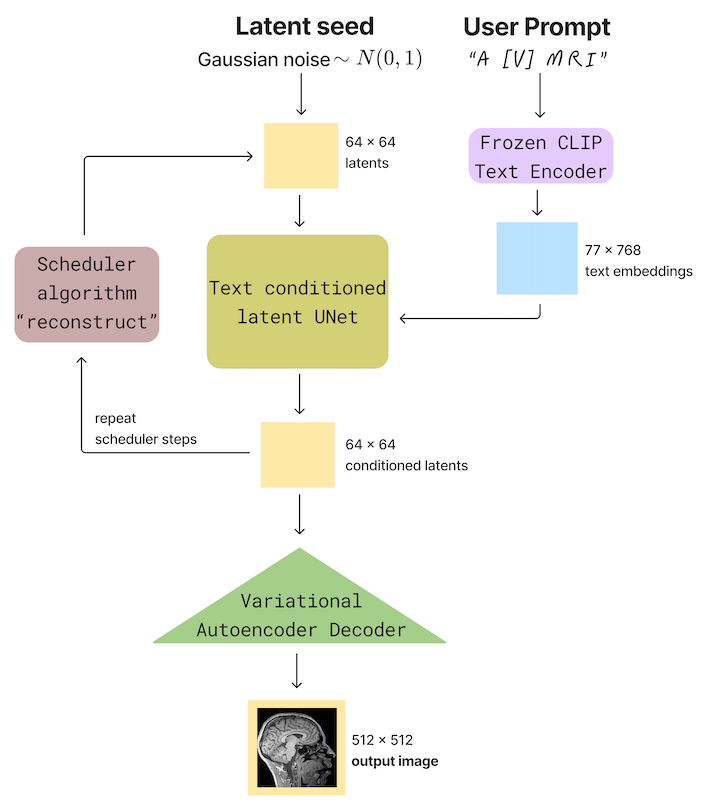 Latent seed
Gaussian noise ~ N(0, 1)
User Prompt
“A [V] MRI”
64 × 64
latents
Frozen CLIP
Text Encoder
77 × 768
text embeddings
Scheduler
algorithm
“reconstruct”
Text conditioned
latent UNet
repeat
scheduler steps
64 × 64
conditioned latents
Variational
Autoencoder Decoder
512 × 512
output image